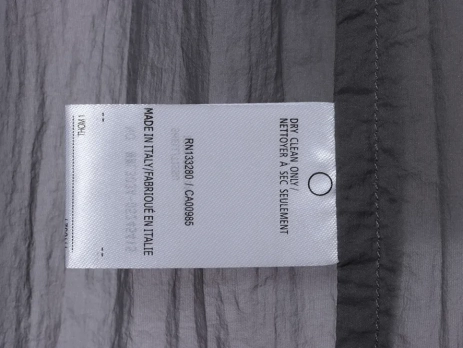 DRY CLEAN ONLY/
NETTOYER A SEC SEULEMENT
RN133280 / CA00985
MADE IN ITALY/FABRIQUÉ EN ITALIE